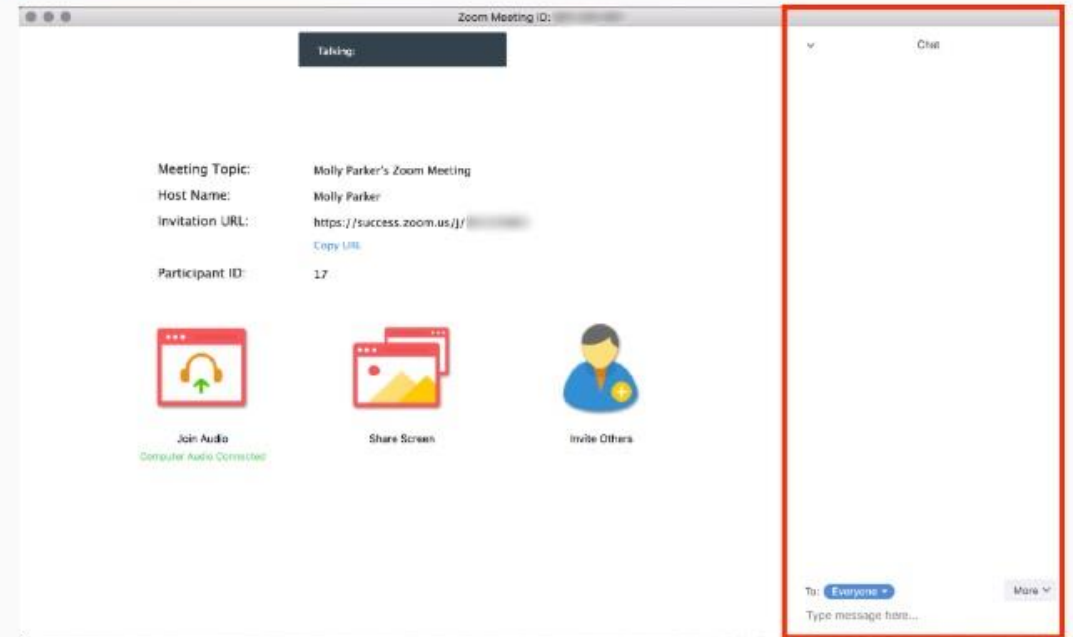 Zoom Meeting ID:
Talking:
Meeting Topic: Molly Parker's Zoom Meeting
Host Name: Molly Parker
Invitation URL: https://success.zoom.us/j/
Copy URL
Participant ID: 17
Join Audio
Computer Audio Connected
Share Screen
Invite Others
Chat
To: Everyone
More
Type message here...